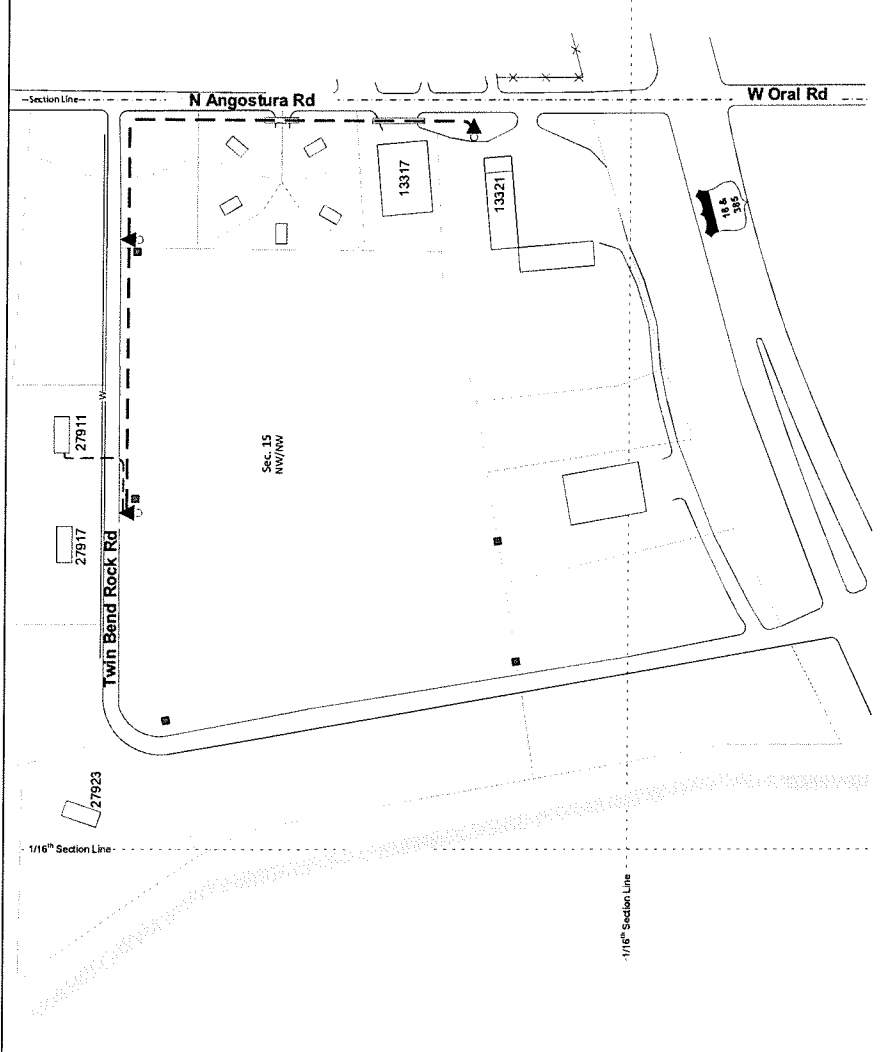 Section Line
N Angostura Rd
W Oral Rd
13317
13321
18 &
385
W
27911
27917
Sec. 15
NW/NW
Twin Bend Rock Rd
27923
1/16th Section Line
1/16th Section Line